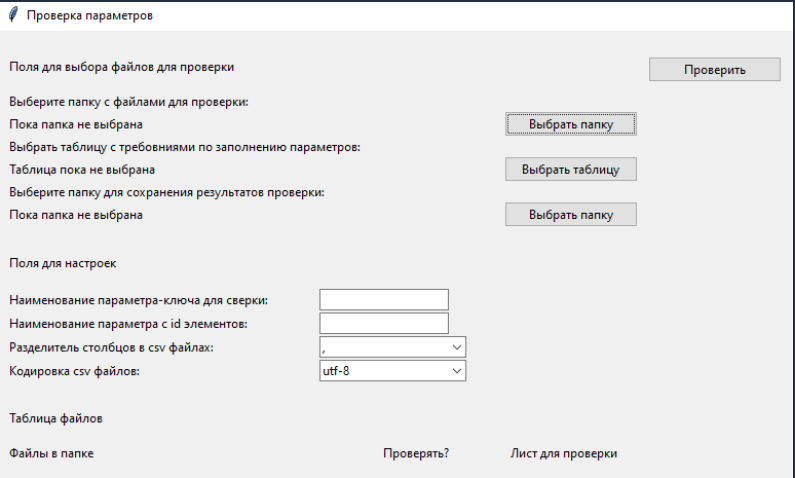 Проверка параметров
Поля для выбора файлов для проверки
Проверить
Выберите папку с файлами для проверки:
Пока папка не выбрана
Выбрать папку
Выбрать таблицу с требовниями по заполнению параметров:
Таблица пока не выбрана
Выбрать таблицу
Выберите папку для сохранения результатов проверки:
Пока папка не выбрана
Выбрать папку
Поля для настроек
Наименование параметра-ключа для сверки:
Наименование параметра с id элементов:
Разделитель столбцов в csv файлах: ,
Кодировка csv файлов: utf-8
Таблица файлов
Файлы в папке Проверять? Лист для проверки